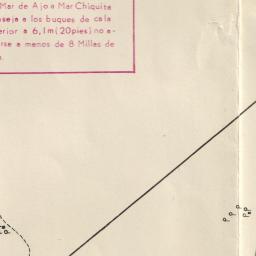 Mar de Ajo a Mar Chiquita
seja a los buques de cala
erior a 6,1m(20pies) no a-
rse a menos de 8 Millas de
P
P
P
P